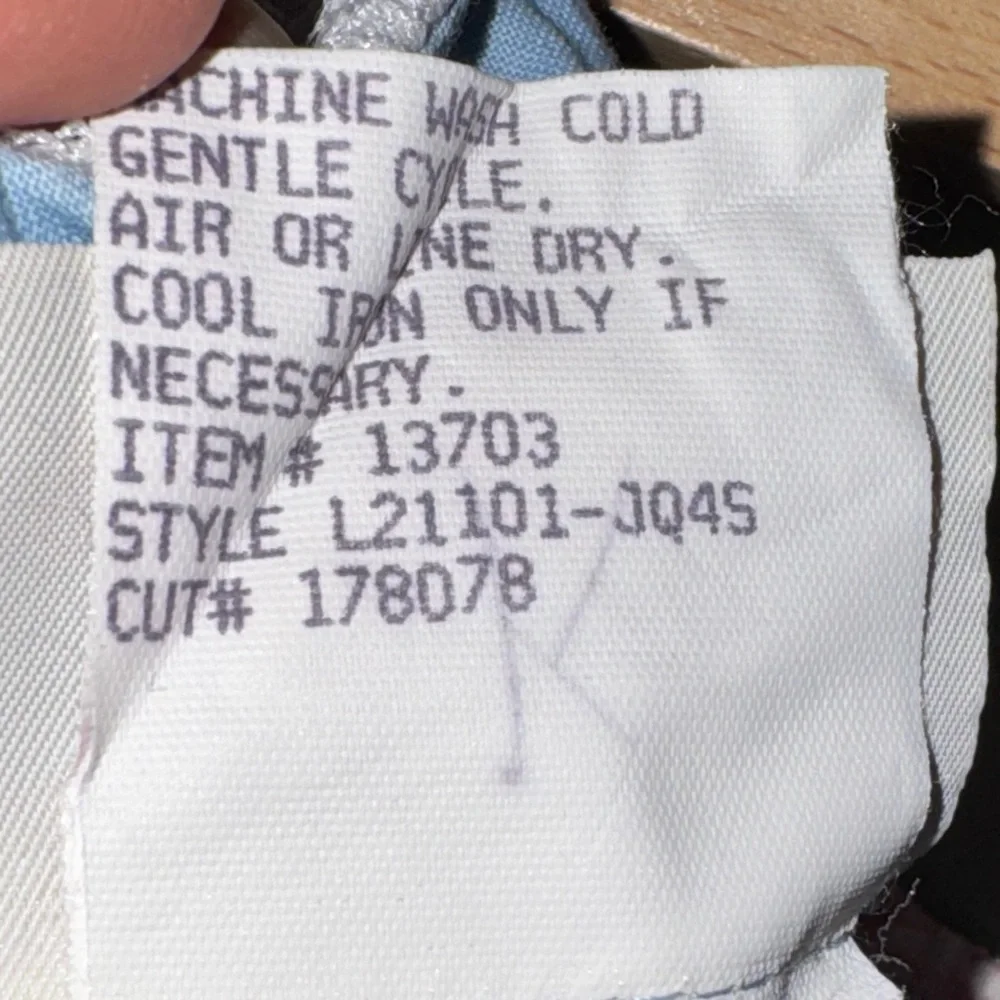 MACHINE WASH COLD
GENTLE CYCLE.
AIR OR LINE DRY.
COOL IRON ONLY IF
NECESSARY.
ITEM # 13703
STYLE L21101-JQ4S
CUT# 178078
K